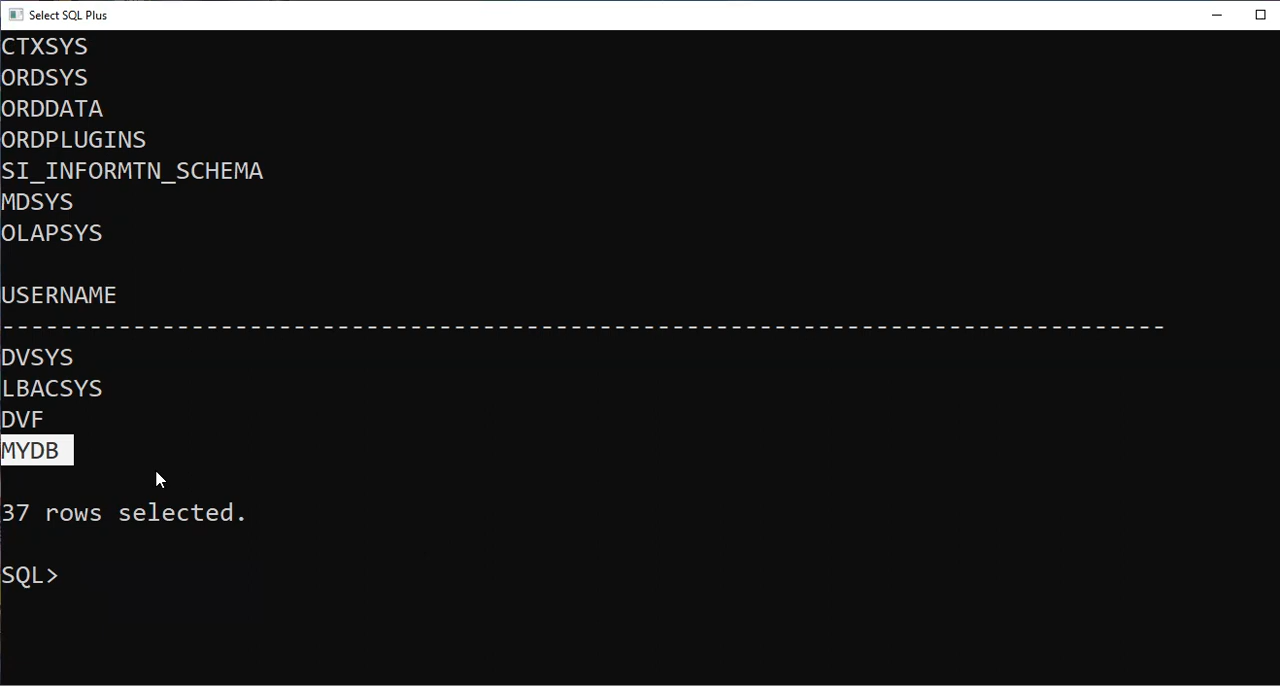 Select SQL Plus
CTXSYS
ORDSYS
ORDDATA
ORDPLUGINS
SI_INFORMTN_SCHEMA
MDSYS
OLAPSYS
USERNAME
--------------------------------------------------------------------------------
DVSYS
LBACSYS
DVF
MYDB
37 rows selected.
SQL>